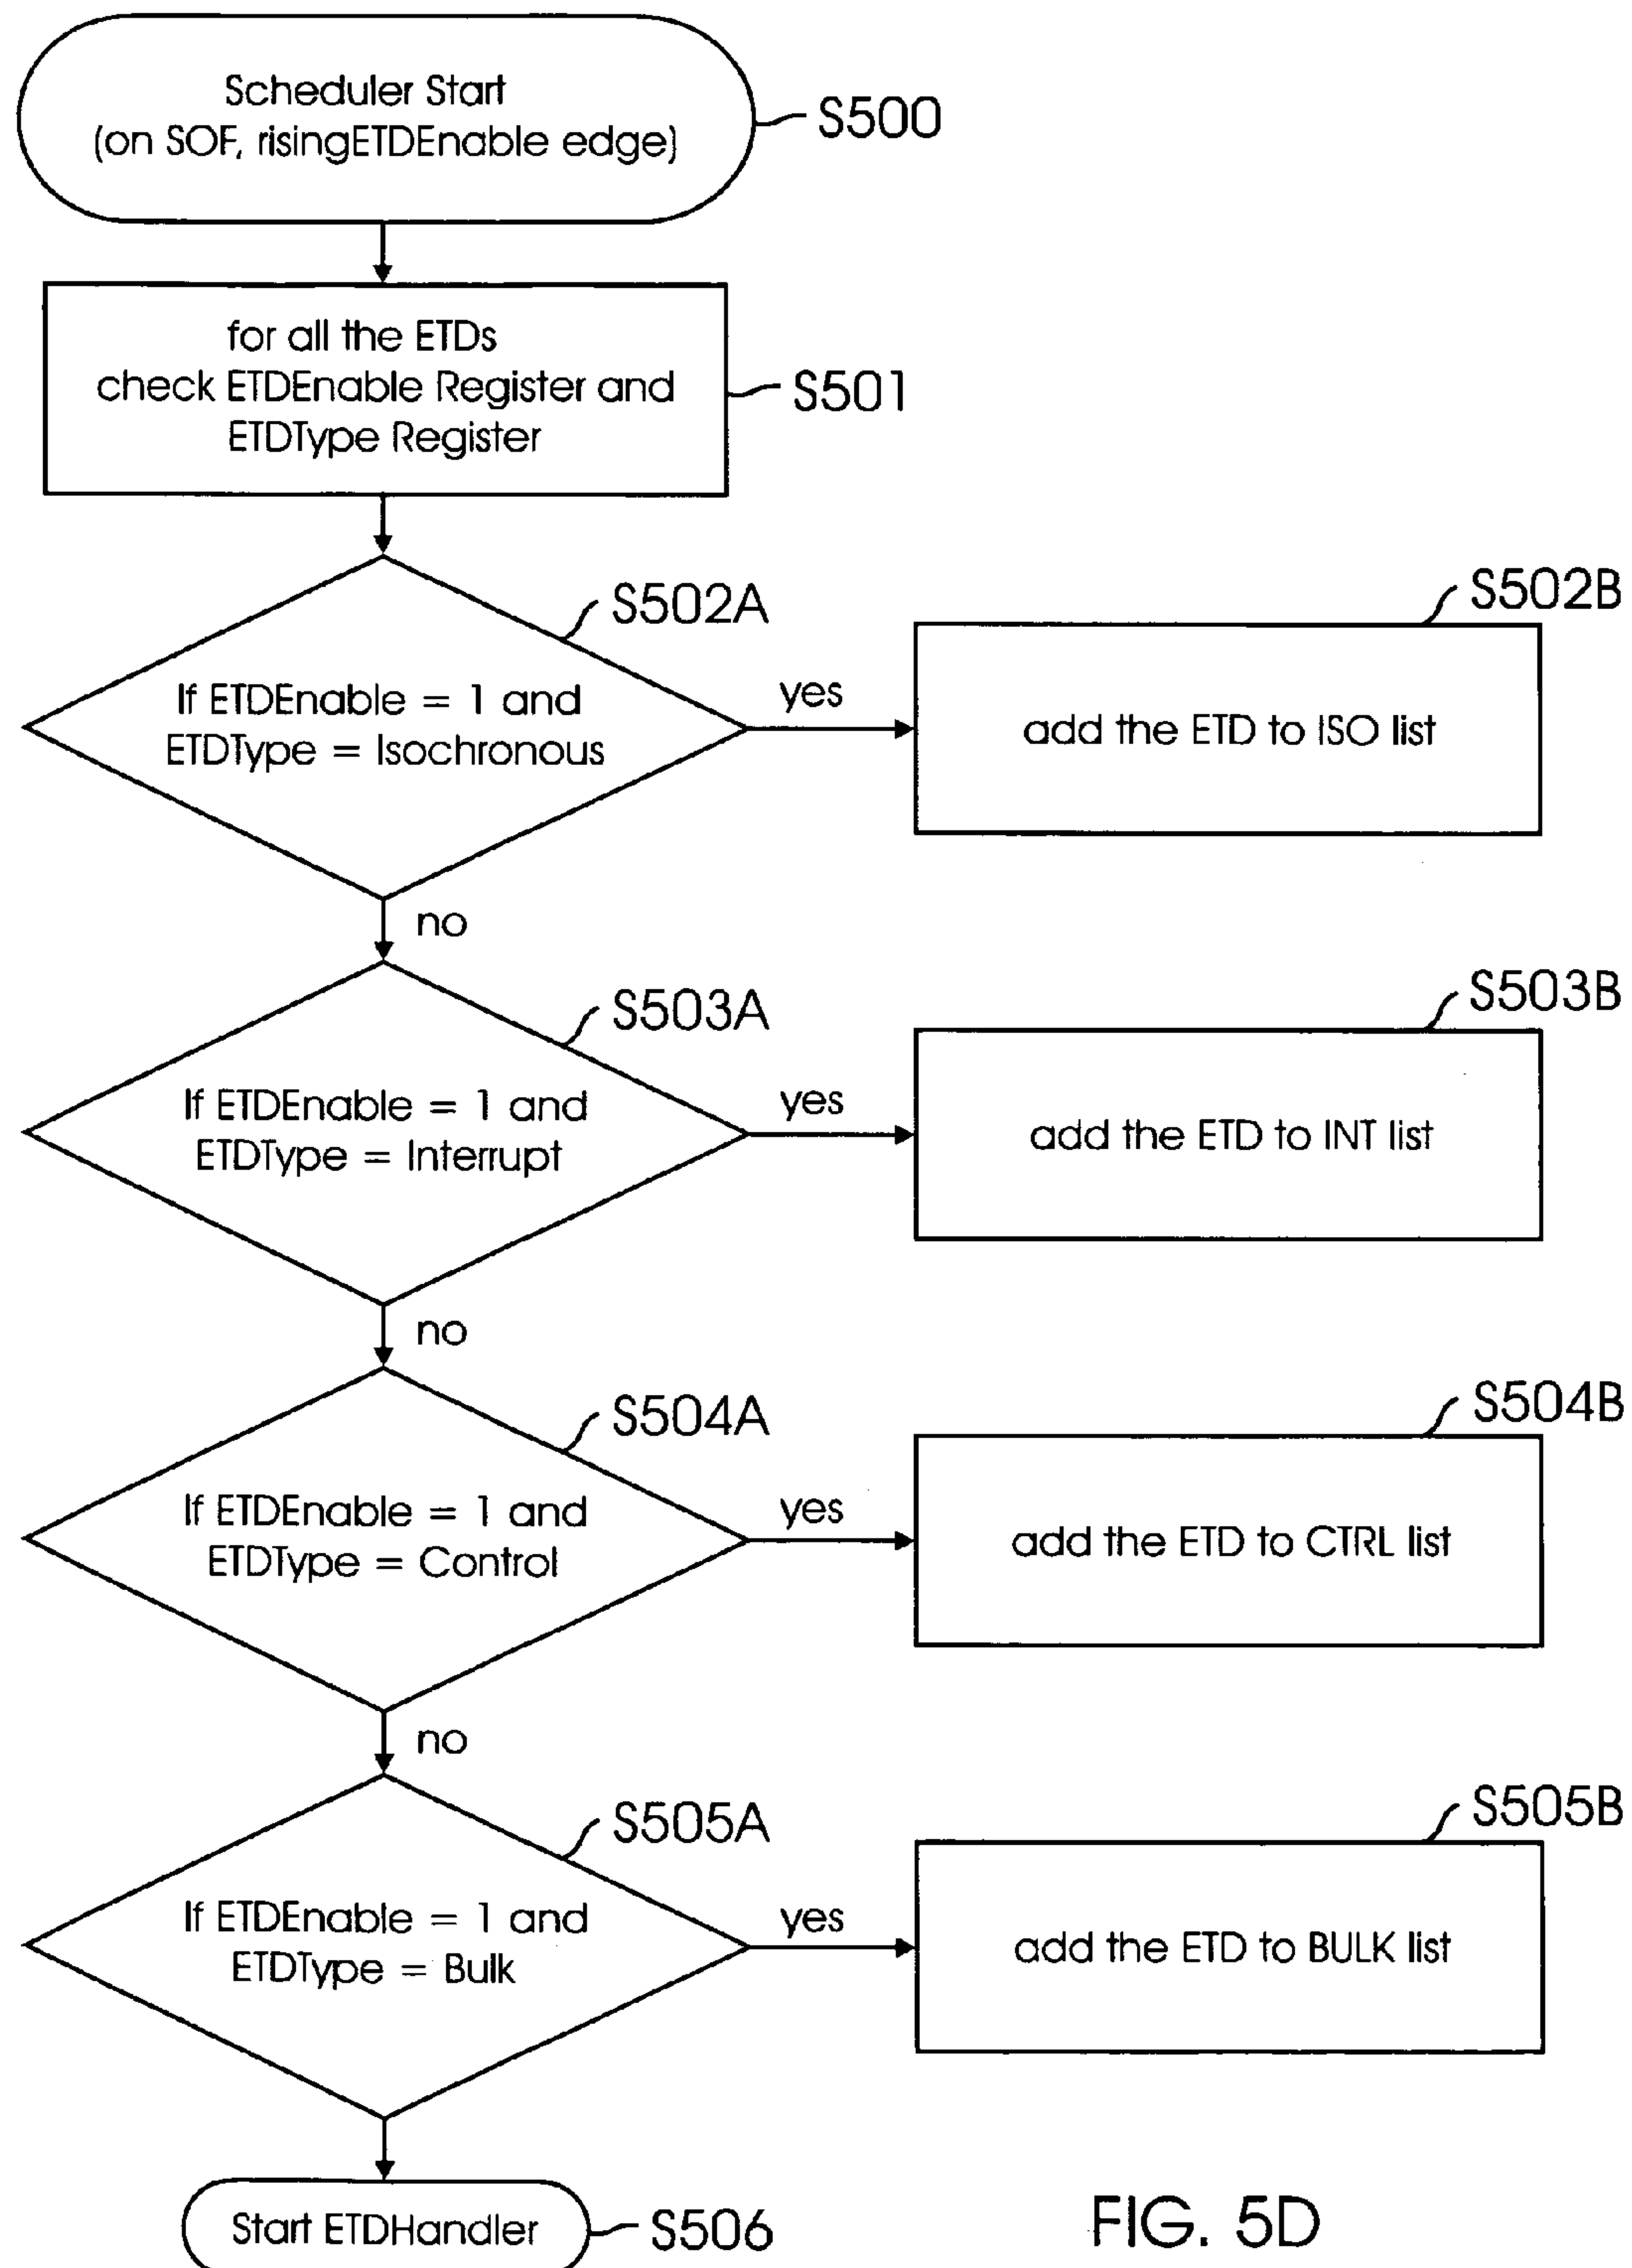 Scheduler Start
(on SOF, risingETDEnable edge)
S500
for all the ETDs
check ETDEnable Register and
ETDType Register
S501
S502A
If ETDEnable = 1 and
ETDType = Isochronous
yes
S502B
add the ETD to ISO list
no
S503A
If ETDEnable = 1 and
ETDType = Interrupt
yes
S503B
add the ETD to INT list
no
S504A
If ETDEnable = 1 and
ETDType = Control
yes
S504B
add the ETD to CTRL list
no
S505A
If ETDEnable = 1 and
ETDType = Bulk
yes
S505B
add the ETD to BULK list
Start ETDHandler
S506
FIG. 5D